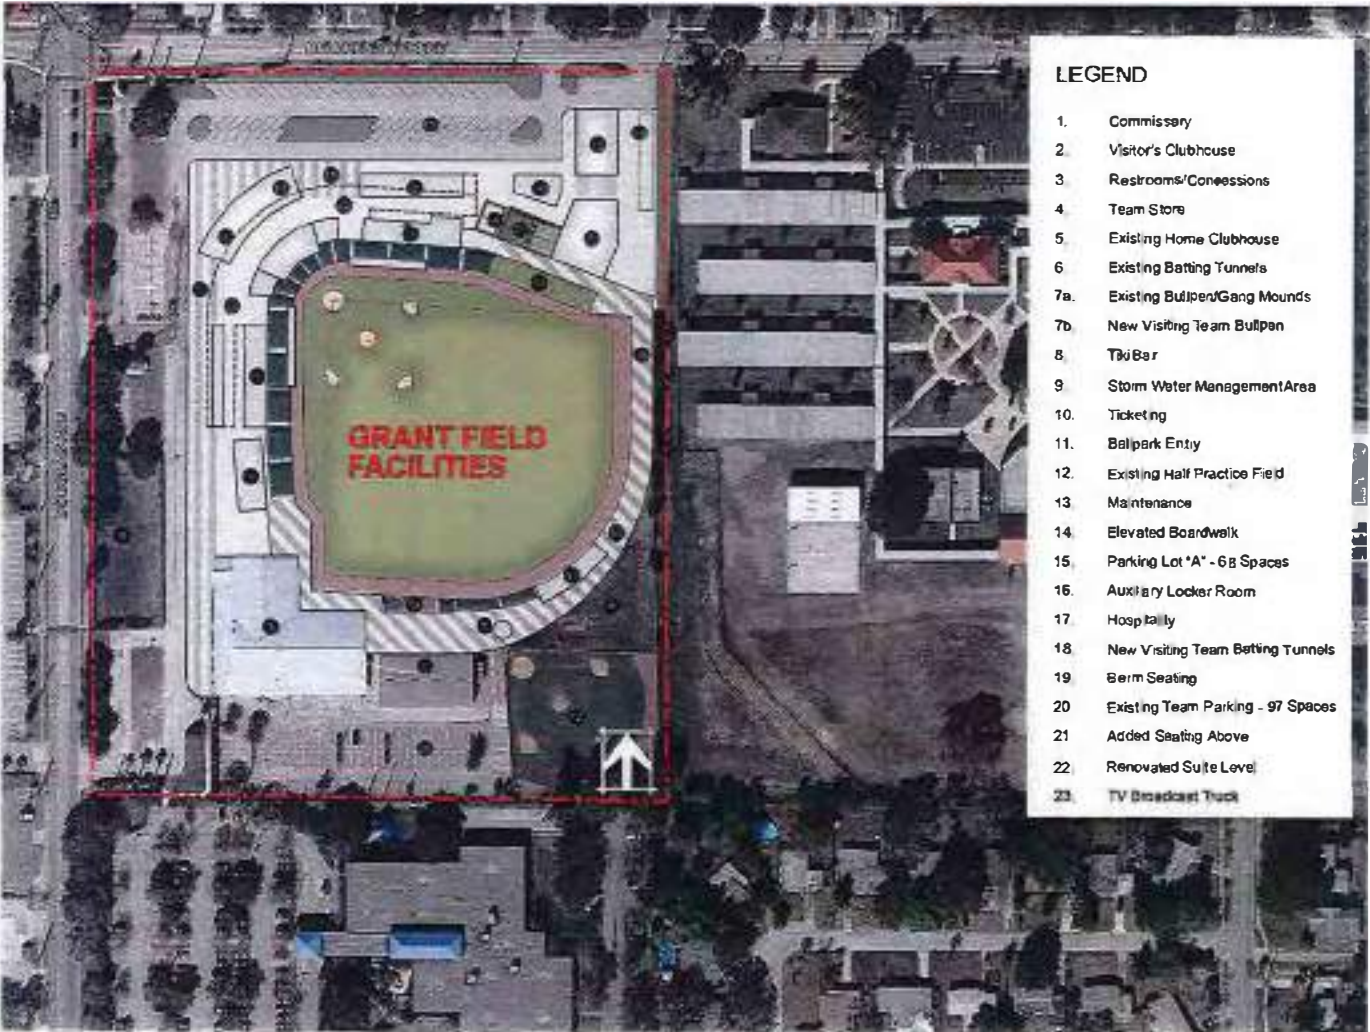 GRANT FIELD
FACILITIES
LEGEND
1. Commissary
2. Visitor's Clubhouse
3. Restrooms/Concessions
4. Team Store
5. Existing Home Clubhouse
6. Existing Batting Tunnels
7a. Existing Bullpen/Gang Mounds
7b. New Visiting Team Bullpen
8. Tiki Bar
9. Storm Water Management Area
10. Ticketing
11. Ballpark Entry
12. Existing Half Practice Field
13. Maintenance
14. Elevated Boardwalk
15. Parking Lot "A" - 68 Spaces
16. Auxiliary Locker Room
17. Hospitality
18. New Visiting Team Batting Tunnels
19. Berm Seating
20. Existing Team Parking - 97 Spaces
21. Added Seating Above
22. Renovated Suite Level
23. TV Broadcast Truck